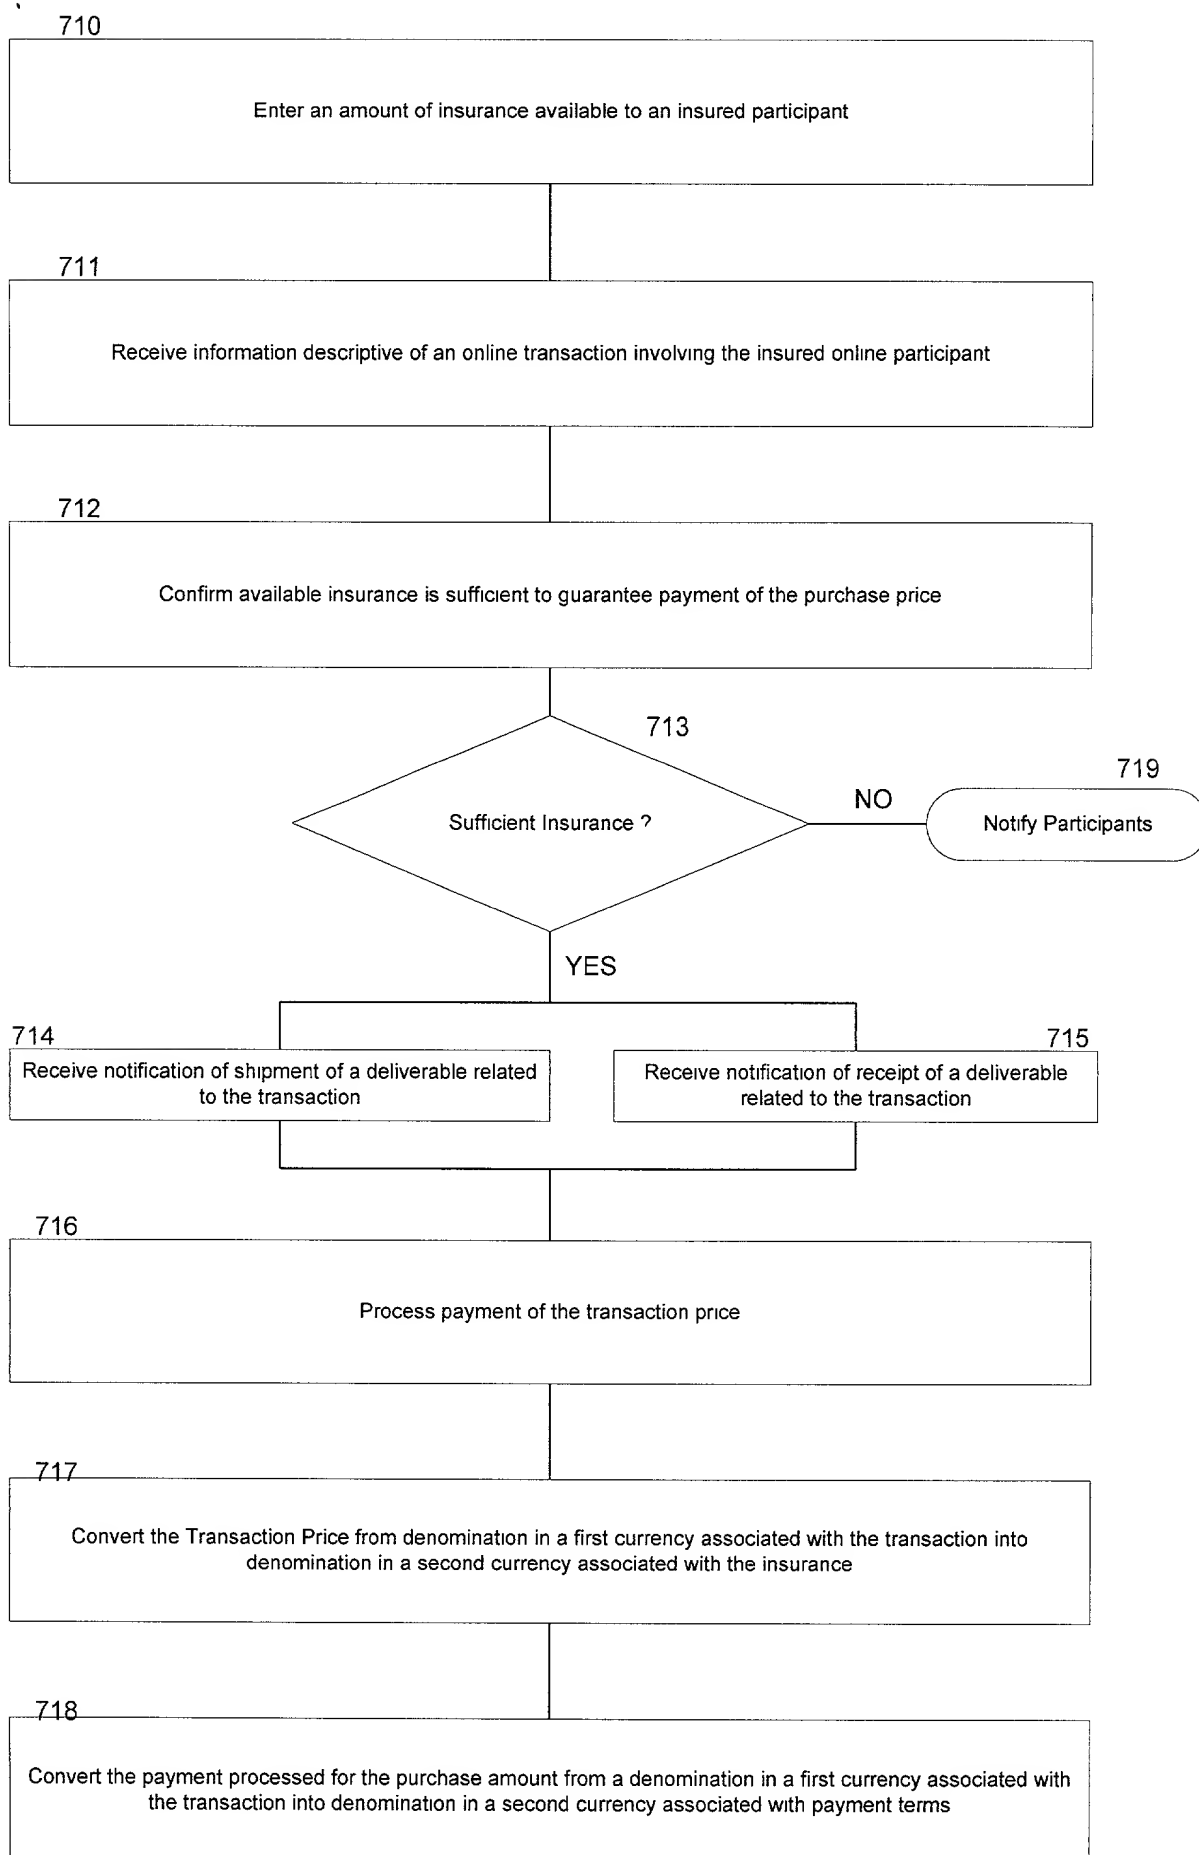 710
Enter an amount of insurance available to an insured participant
711
Receive information descriptive of an online transaction involving the insured online participant
712
Confirm available insurance is sufficient to guarantee payment of the purchase price
713
Sufficient Insurance ?
NO
719
Notify Participants
YES
714
Receive notification of shipment of a deliverable related
to the transaction
715
Receive notification of receipt of a deliverable
related to the transaction
716
Process payment of the transaction price
717
Convert the Transaction Price from denomination in a first currency associated with the transaction into
denomination in a second currency associated with the insurance
718
Convert the payment processed for the purchase amount from a denomination in a first currency associated with
the transaction into denomination in a second currency associated with payment terms